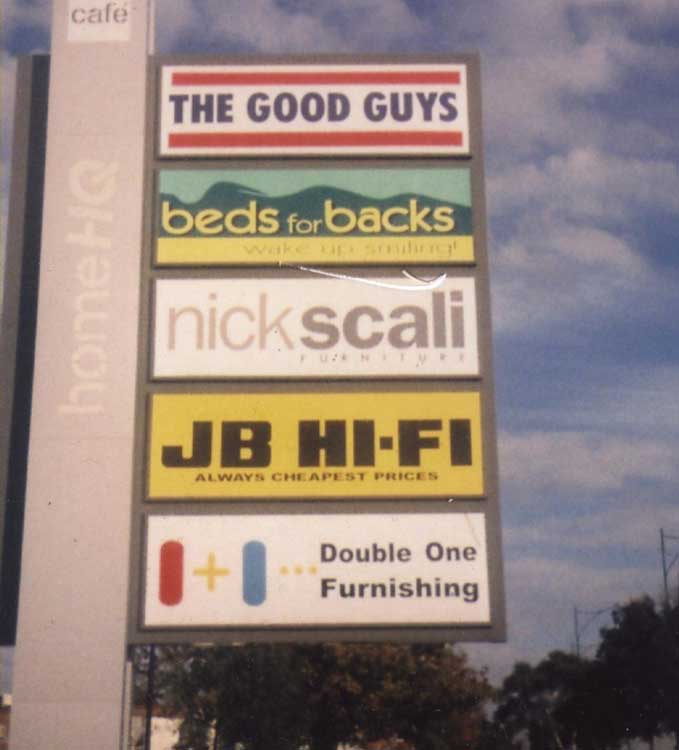 café
homeHQ
THE GOOD GUYS
beds for backs
wake up smiling!
nickscali
FURNITURE
JB HI-FI
ALWAYS CHEAPEST PRICES
1+1...
Double One
Furnishing